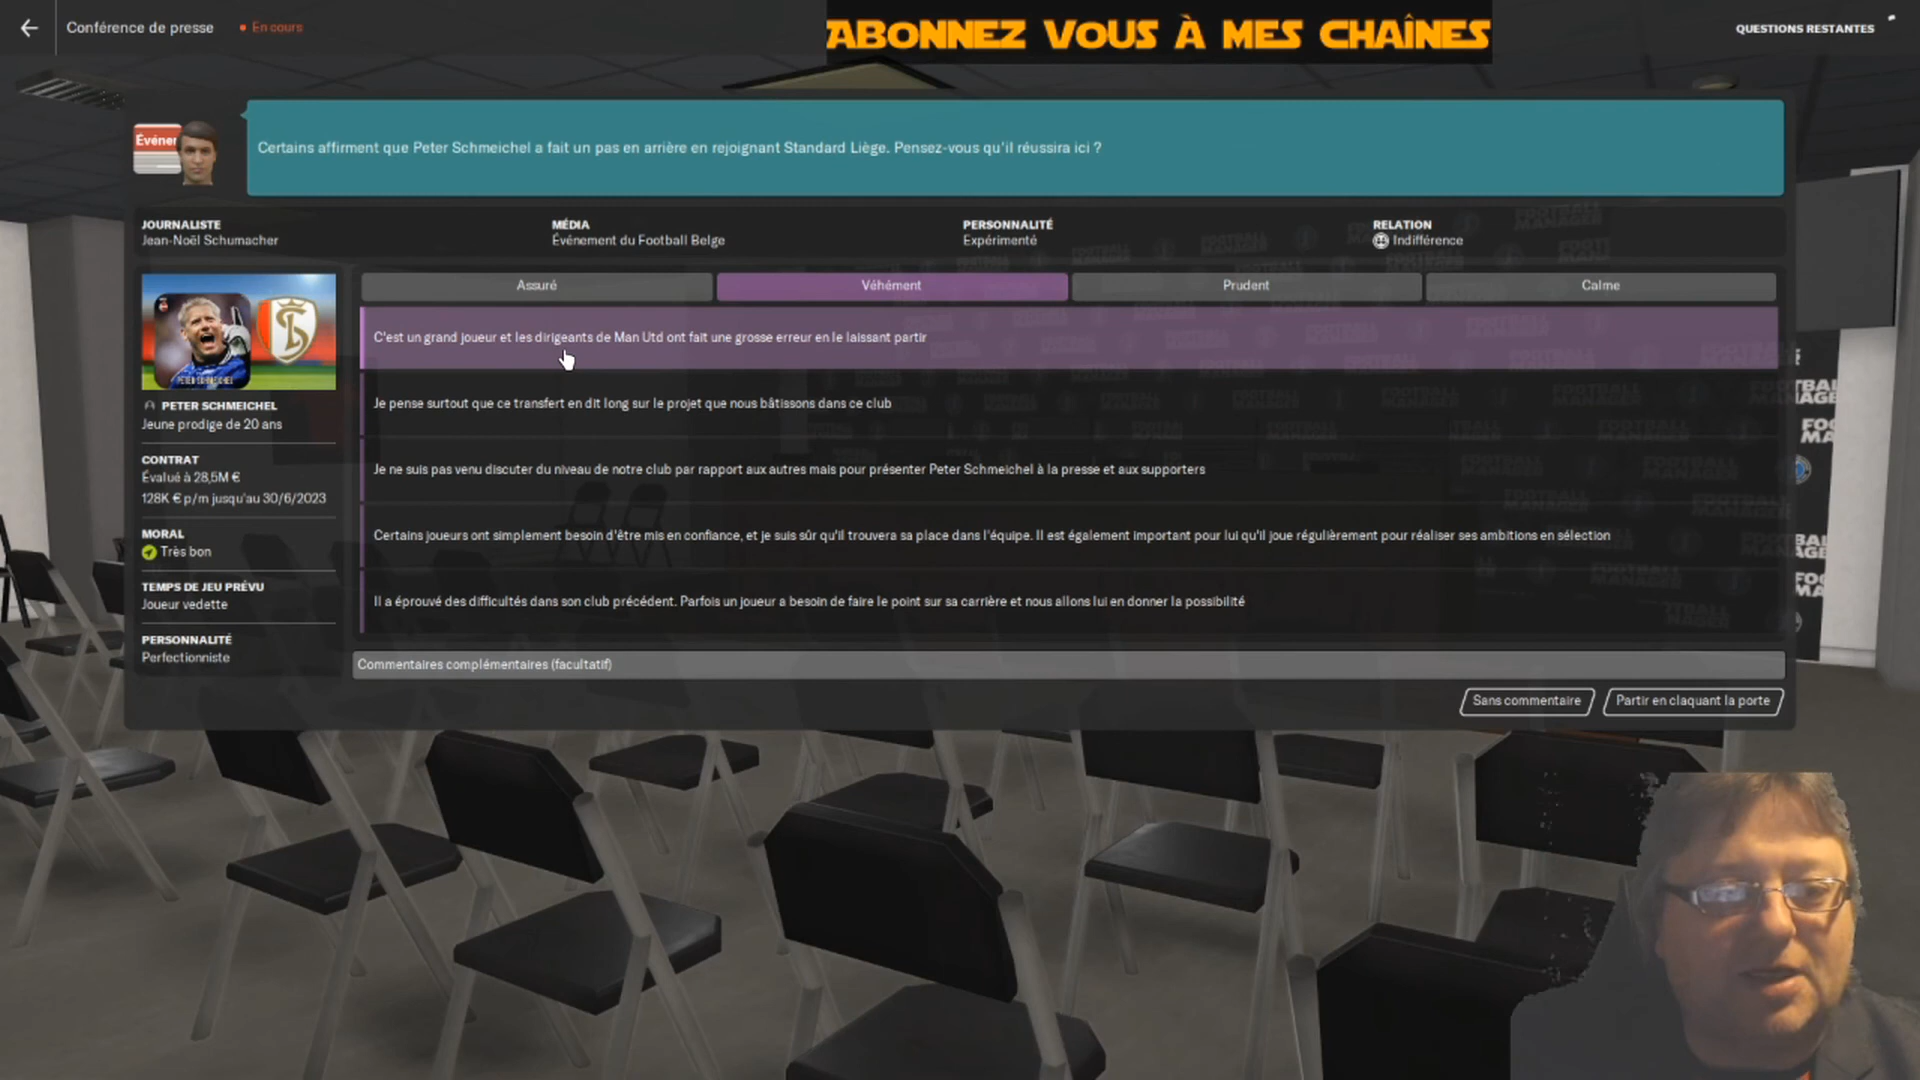 Conférence de presse
En cours
ABONNEZ VOUS À MES CHAÎNES
QUESTIONS RESTANTES
Certains affirment que Peter Schmeichel a fait un pas en arrière en rejoignant Standard Liège. Pensez-vous qu'il réussira ici ?
JOURNALISTE
Jean-Noël Schumacher
MÉDIA
Événement du Football Belge
PERSONNALITÉ
Expérimenté
RELATION
Indifférence
Assuré
Véhément
Prudent
Calme
C'est un grand joueur et les dirigeants de Man Utd ont fait une grosse erreur en le laissant partir
Je pense surtout que ce transfert en dit long sur le projet que nous bâtissons dans ce club
Je ne suis pas venu discuter du niveau de notre club par rapport aux autres mais pour présenter Peter Schmeichel à la presse et aux supporters
Certains joueurs ont simplement besoin d'être mis en confiance, et je suis sûr qu'il trouvera sa place dans l'équipe. Il est également important pour lui qu'il joue régulièrement pour réaliser ses ambitions en sélection
Il a éprouvé des difficultés dans son club précédent. Parfois un joueur a besoin de faire le point sur sa carrière et nous allons lui en donner la possibilité
PETER SCHMEICHEL
PETER SCHMEICHEL
Jeune prodige de 20 ans
CONTRAT
Évalué à 28,5M €
128K € p/m jusqu'au 30/6/2023
MORAL
Très bon
TEMPS DE JEU PRÉVU
Joueur vedette
PERSONNALITÉ
Perfectionniste
Commentaires complémentaires (facultatif)
Sans commentaire
Partir en claquant la porte